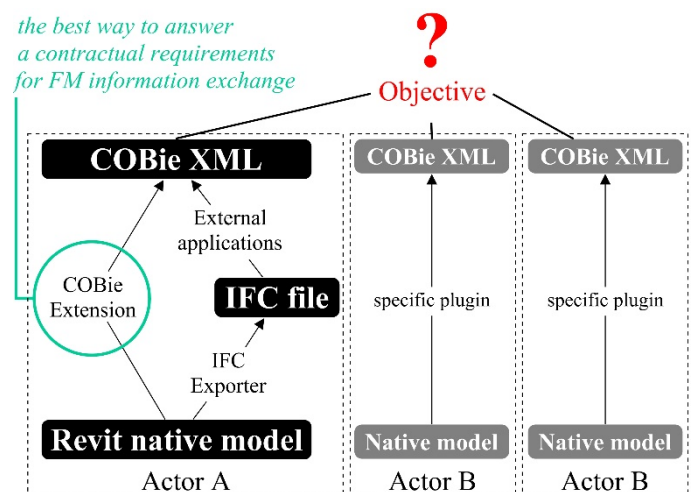 the best way to answer
a contractual requirements
for FM information exchange
?
Objective
COBie XML
COBie XML
COBie XML
External
applications
COBie
Extension
IFC file
specific plugin
specific plugin
IFC
Exporter
Revit native model
Native model
Native model
Actor A
Actor B
Actor B